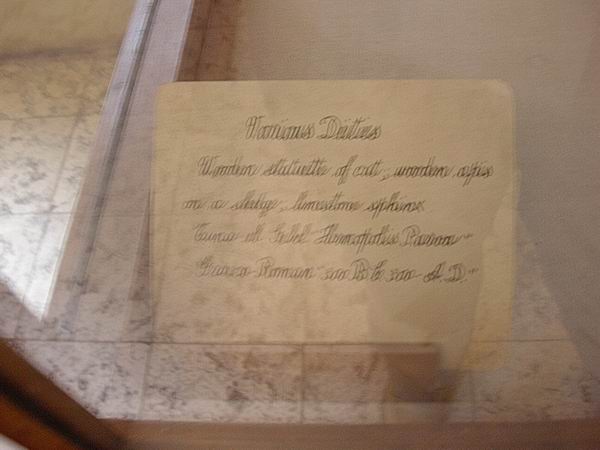 Various Deities
Wooden statuette of cat, wooden apis
on a sledge, limestone sphinx
Tuna el Gebel Hermopolis
Graeco Roman 300 B.C. 300 A.D.